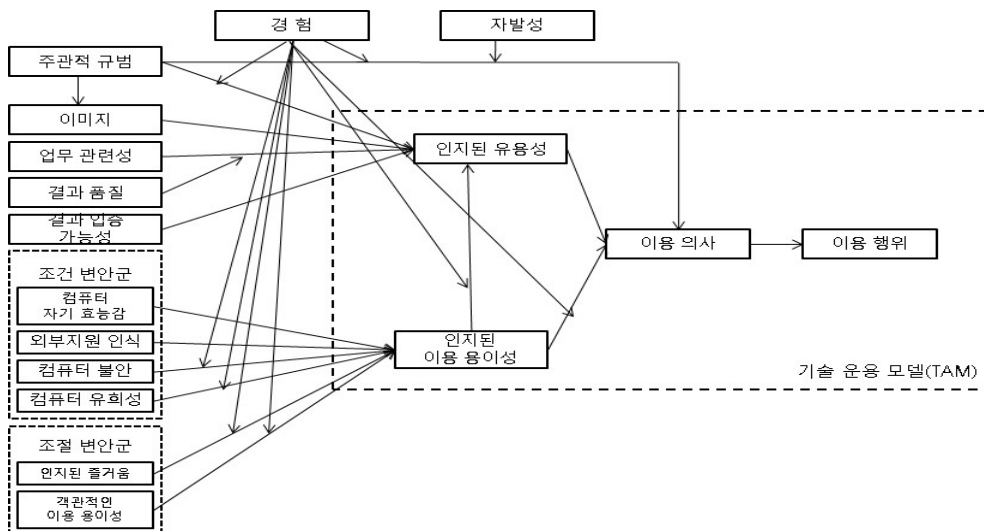 경 험
자발성
주관적 규범
이미지
업무 관련성
인지된 유용성
결과 품질
결과 입증
가능성
이용 의사
이용 행위
조건 변안군
컴퓨터
자기 효능감
외부지원 인식
컴퓨터 불안
컴퓨터 유희성
인지된
이용 용이성
기술 운용 모델(TAM)
조절 변안군
인지된 즐거움
객관적인
이용 용이성